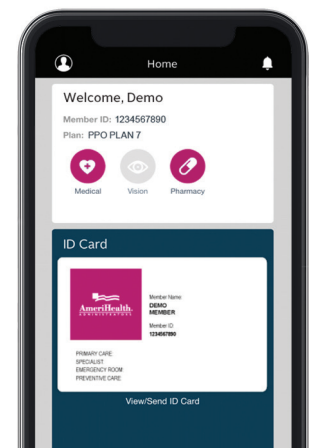 Home
Welcome, Demo
Member ID: 1234567890
Plan: PPO PLAN 7
Medical
Vision
Pharmacy
ID Card
AmeriHealth.
ADMINISTRATORS
Member Name
DEMO
MEMBER
Member ID
1234567890
PRIMARY CARE
SPECIALIST
EMERGENCY ROOM
PREVENTIVE CARE
View/Send ID Card